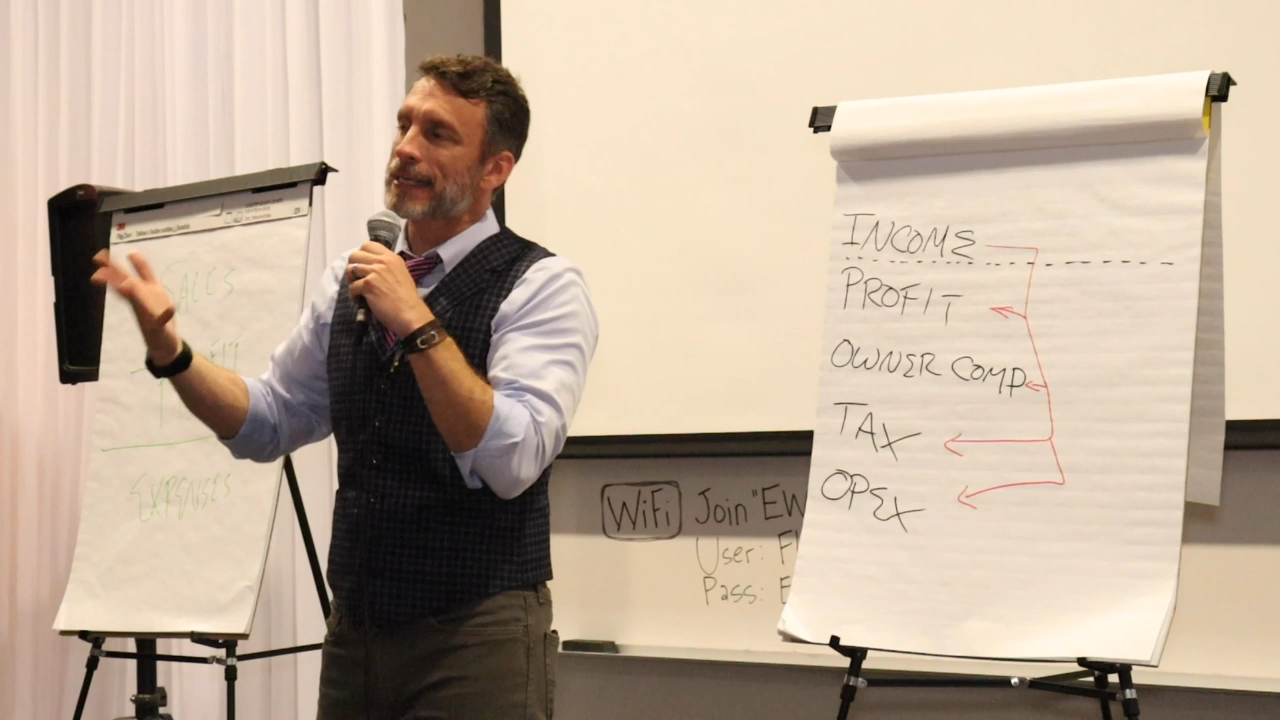 SALES
EXPENSES
INCOME
PROFIT
OWNER COMP
TAX
OPEX
WiFi Join "EW
User:
Pass: